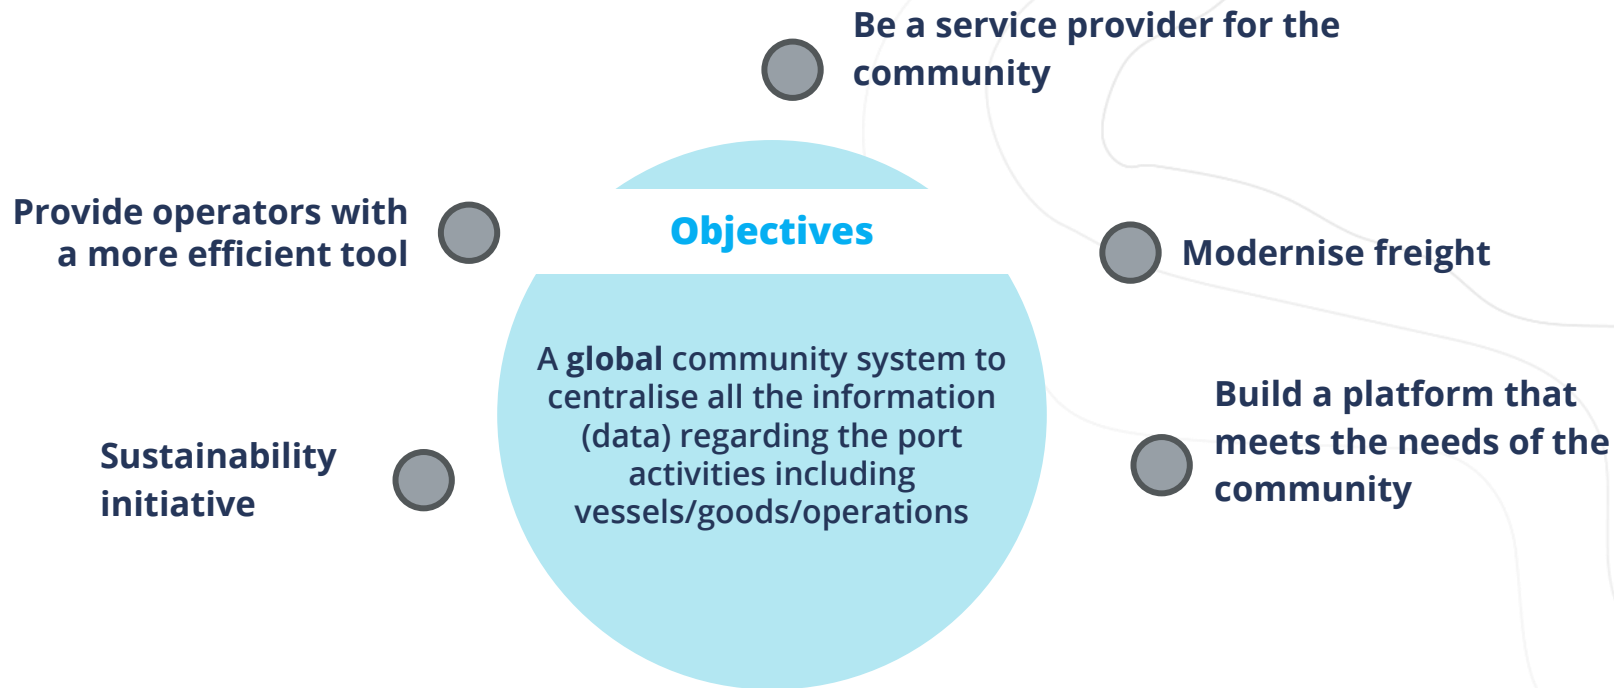 Be a service provider for the
community
Provide operators with
a more efficient tool
Objectives
Modernise freight
A global community system to
centralise all the information
(data) regarding the port
activities including
vessels/goods/operations
Build a platform that
meets the needs of the
community
Sustainability
initiative